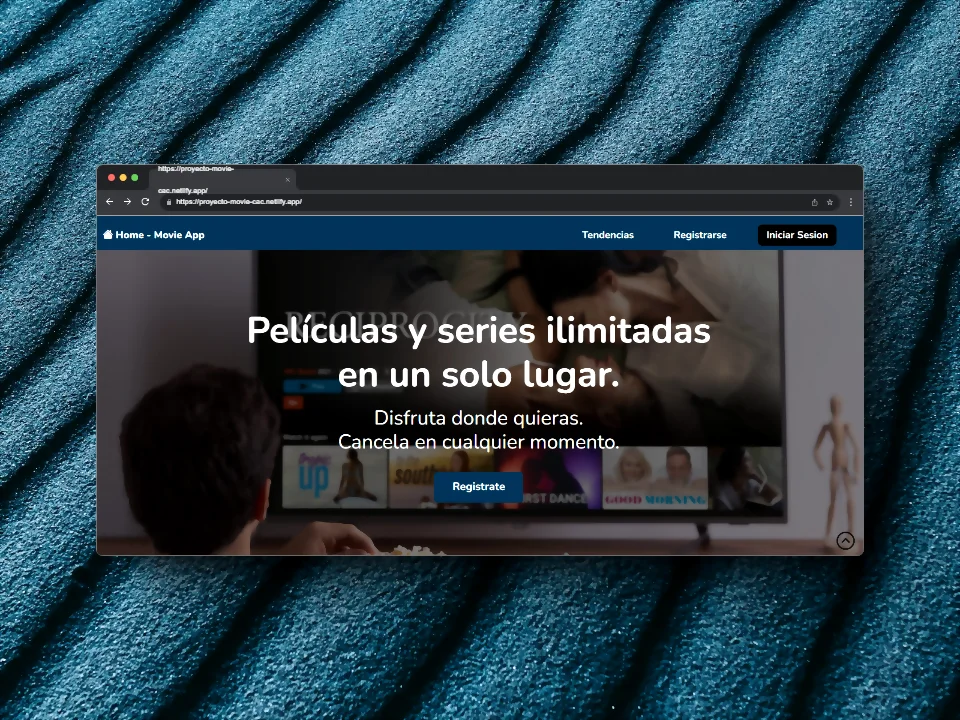 https://proyecto-movie-
cac.netlify.app/
https://proyecto-movie-cac.netlify.app/
Home - Movie App
Tendencias
Registrarse
Iniciar Sesion
RECIPROCITY
Películas y series ilimitadas
en un solo lugar.
Disfruta donde quieras.
Cancela en cualquier momento.
up
south
FIRST DANCE
GOOD MORNING
Registrate